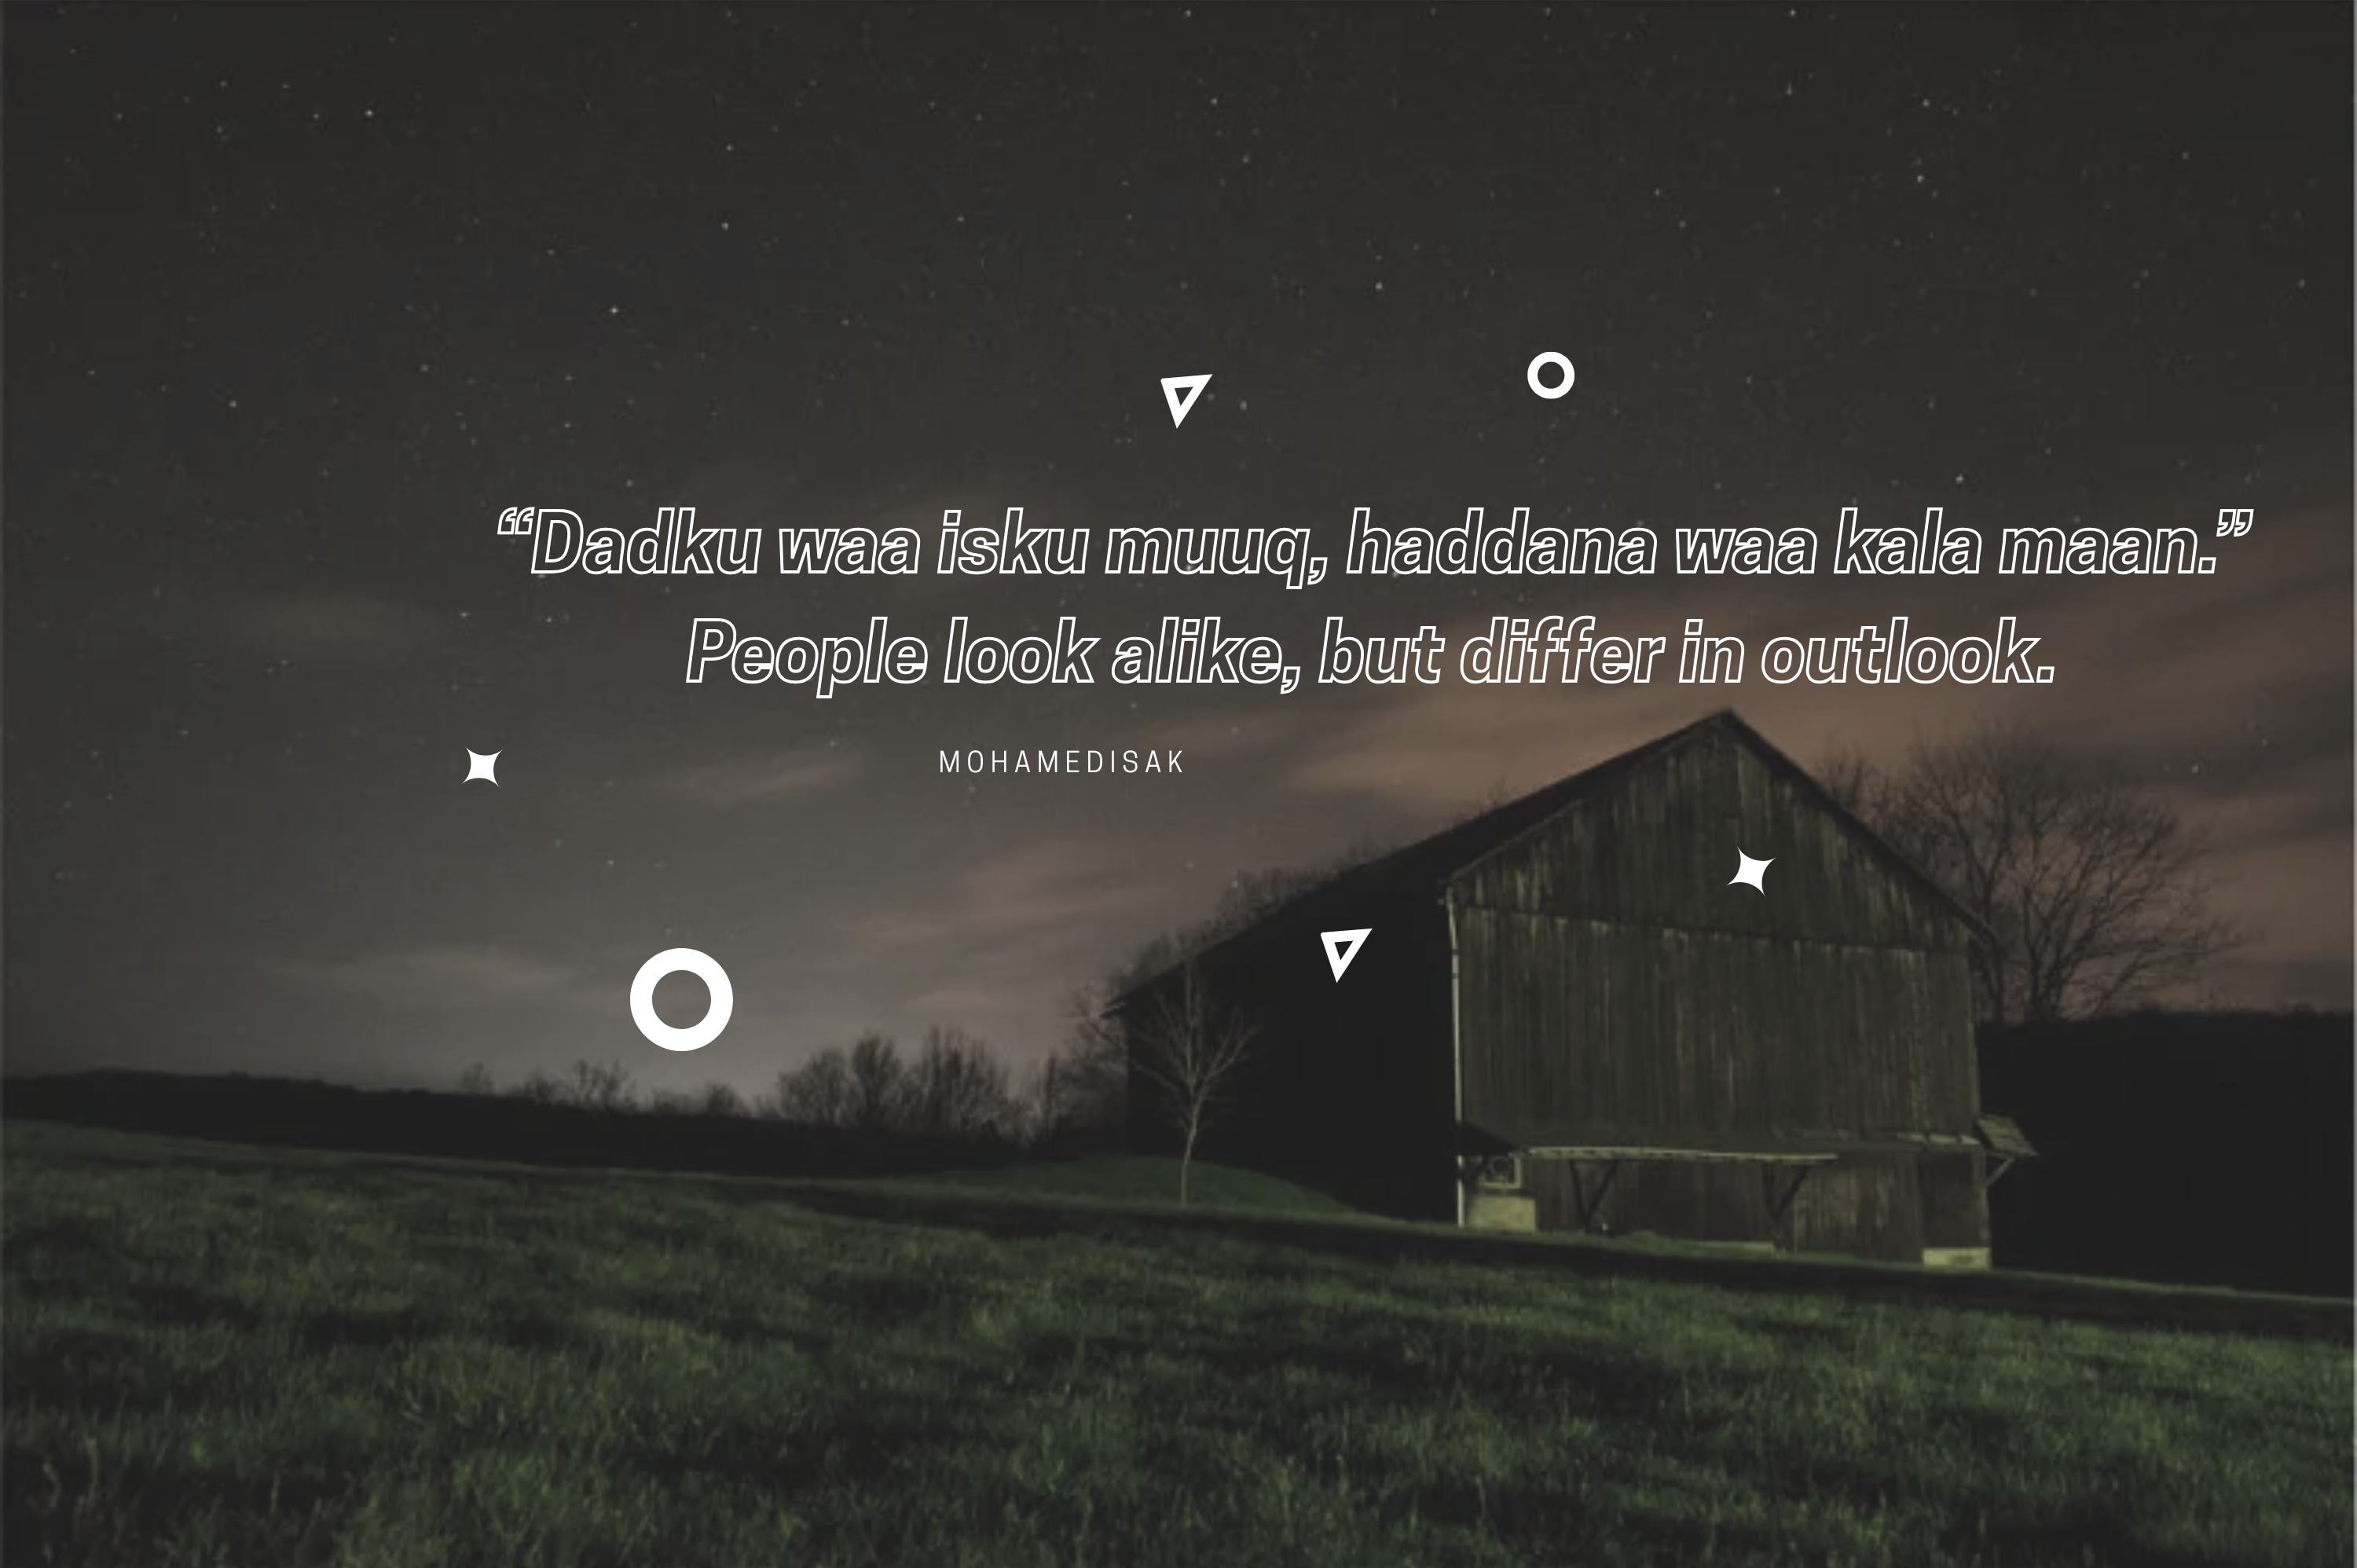 “Dadku waa isku muuq, haddana waa kala maan.”
People look alike, but differ in outlook.
MOHAMEDISAK